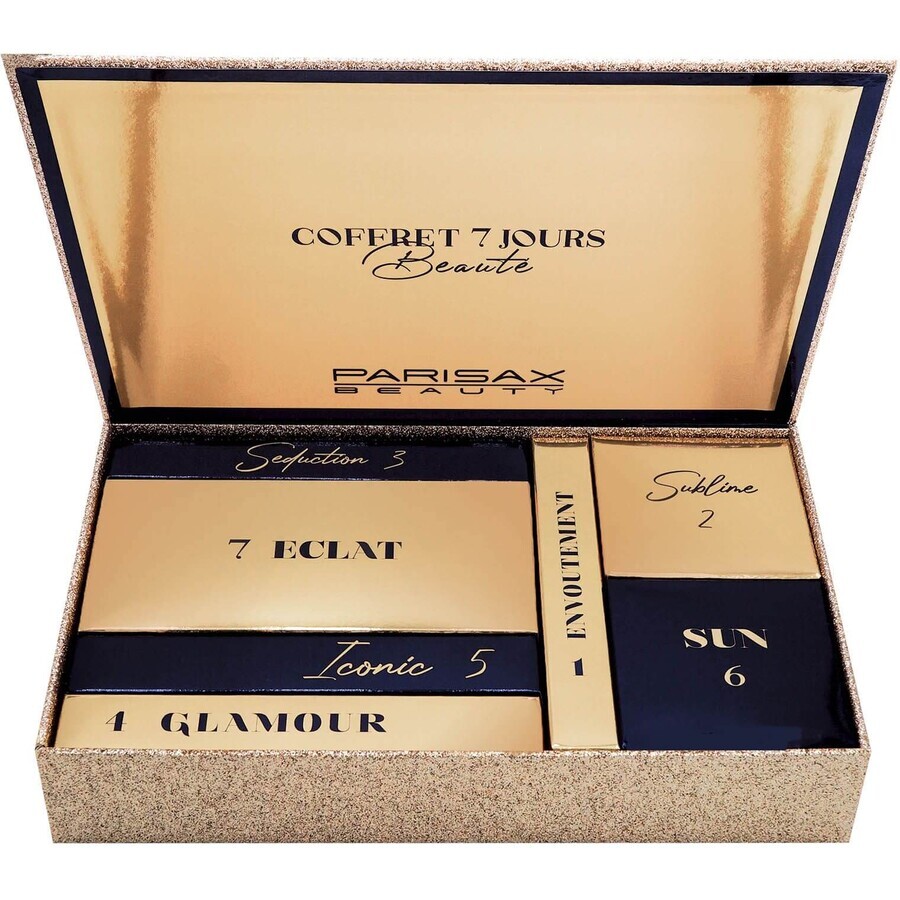 COFFRET 7 JOURS
Beauté
PARISAX
BEAUTY
Seduction 3
7 ECLAT
Iconic 5
4 GLAMOUR
1 ENVOUTEMENT
Sublime
2
SUN
6